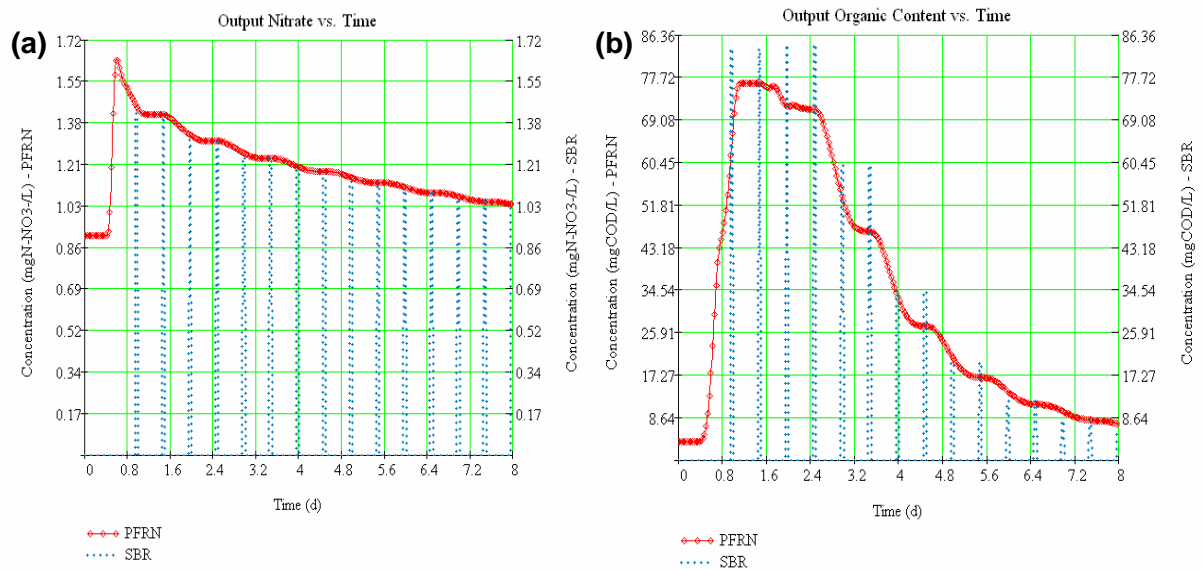 (a)
Output Nitrate vs. Time
Concentration (mgN-NO3-/L) - PFRN
1.72
1.55
1.38
1.21
1.03
0.86
0.69
0.52
0.34
0.17
1.72
1.55
1.38
1.21
1.03
0.86
0.69
0.52
0.34
0.17
Concentration (mgN-NO3-/L) - SBR
0 0.8 1.6 2.4 3.2 4 4.8 5.6 6.4 7.2 8
Time (d)
PFRN
SBR
(b)
Output Organic Content vs. Time
Concentration (mgCOD/L) - PFRN
86.36
77.72
69.08
60.45
51.81
43.18
34.54
25.91
17.27
8.64
86.36
77.72
69.08
60.45
51.81
43.18
34.54
25.91
17.27
8.64
Concentration (mgCOD/L) - SBR
0 0.8 1.6 2.4 3.2 4 4.8 5.6 6.4 7.2 8
Time (d)
PFRN
SBR